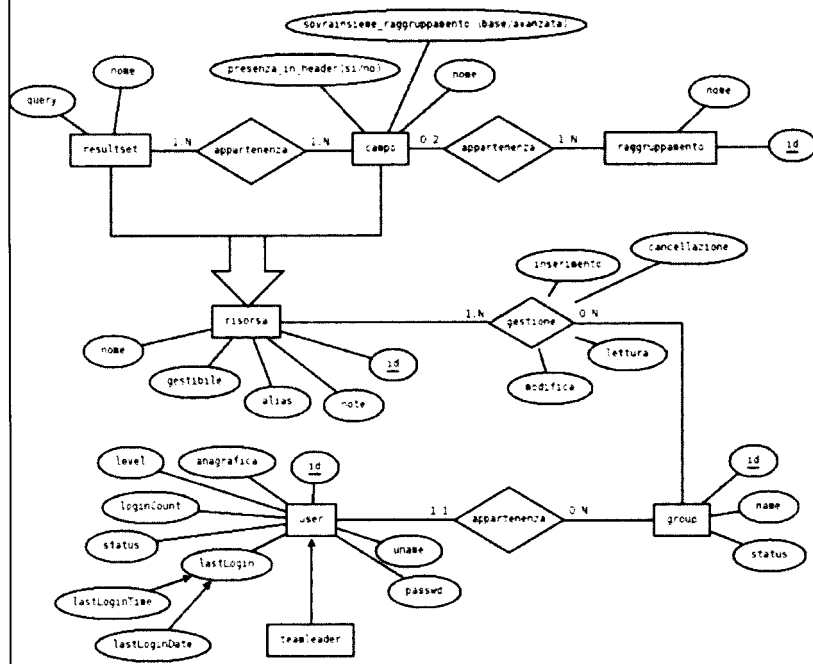 sovrainsieme_raggruppamento (base/avanzata)
presenza_in_header(si/no)
nome
nome
nome
query
resultset
1.N
appartenenza
1.N
campo
0 2
appartenenza
1 N
raggruppamento
id
cancellazione
inserimento
risorsa
1.N
gestione
0 N
lettura
modifica
nome
gestibile
alias
note
id
level
anagrafica
id
loginCount
status
user
1 1
appartenenza
0 N
group
id
name
status
uname
passwd
lastLogin
lastLoginTime
lastLoginDate
teamleader